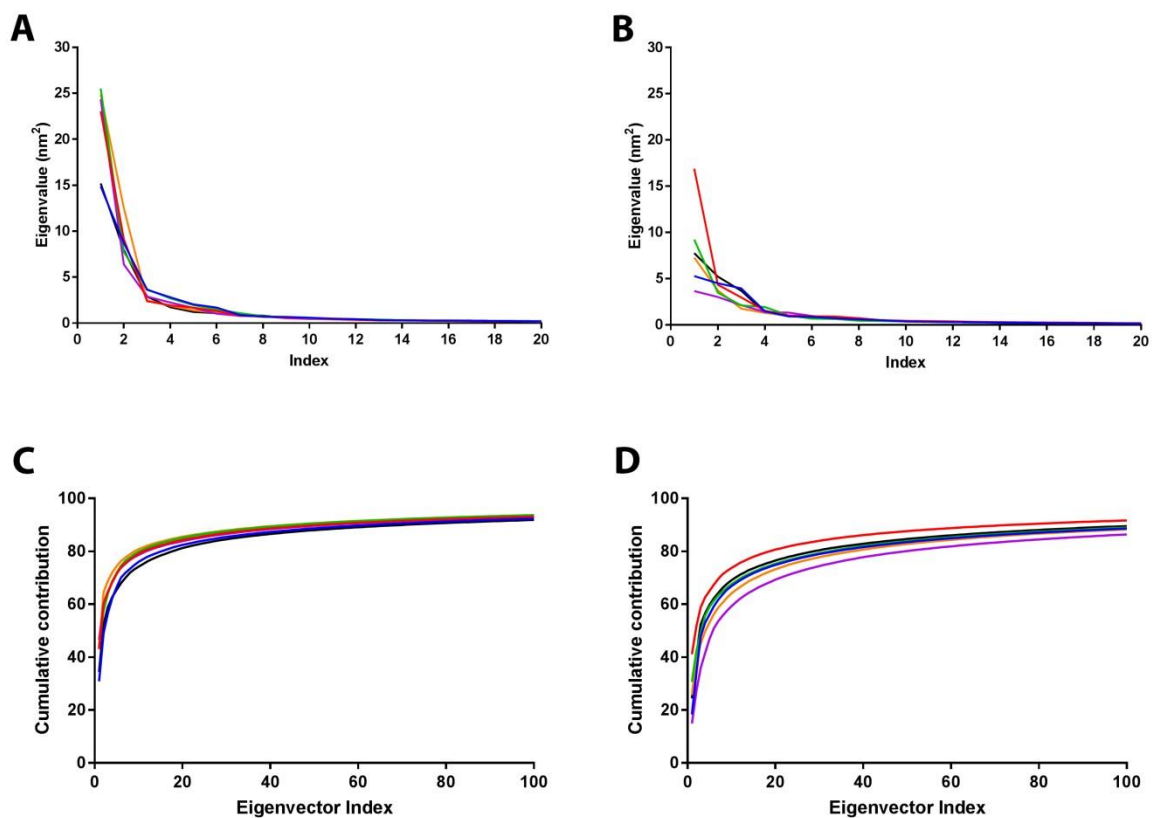 A
30
25
20
15
10
5
0
Eigenvalue (nm²)
0 2 4 6 8 10 12 14 16 18 20
Index
B
30
25
20
15
10
5
0
Eigenvalue (nm²)
0 2 4 6 8 10 12 14 16 18 20
Index
C
100
80
60
40
20
0
Cumulative contribution
0 20 40 60 80 100
Eigenvector Index
D
100
80
60
40
20
0
Cumulative contribution
0 20 40 60 80 100
Eigenvector Index